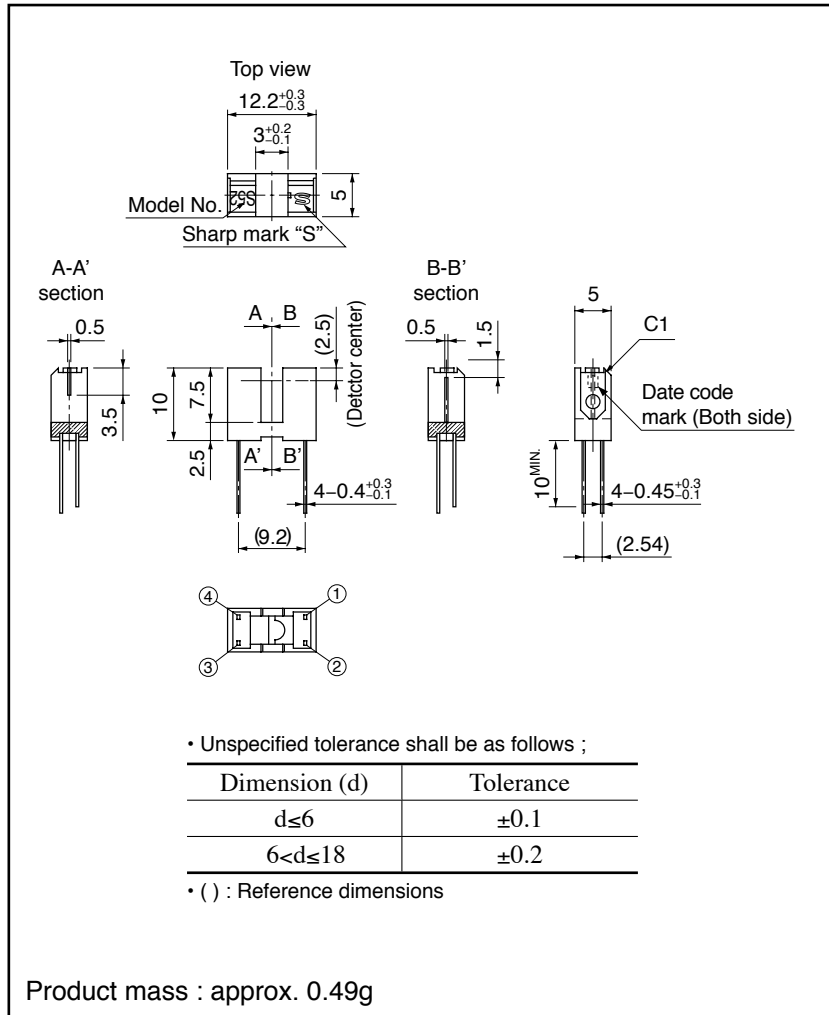 Top view
12.2+0.3−0.3
3+0.2−0.1
5
S52
S
Model No.
Sharp mark “S”
A-A’
section
0.5
3.5
A B
(2.5)
(Detctor center)
10
7.5
2.5
A’ B’
4−0.4+0.3−0.1
(9.2)
B-B’
section
0.5
1.5
5
C1
Date code
mark (Both side)
10MIN.
4−0.45+0.3−0.1
(2.54)
④ ①
③ ②
• Unspecified tolerance shall be as follows ;
Dimension (d) Tolerance
d≤6 ±0.1
6<d≤18 ±0.2
• ( ) : Reference dimensions
Product mass : approx. 0.49g